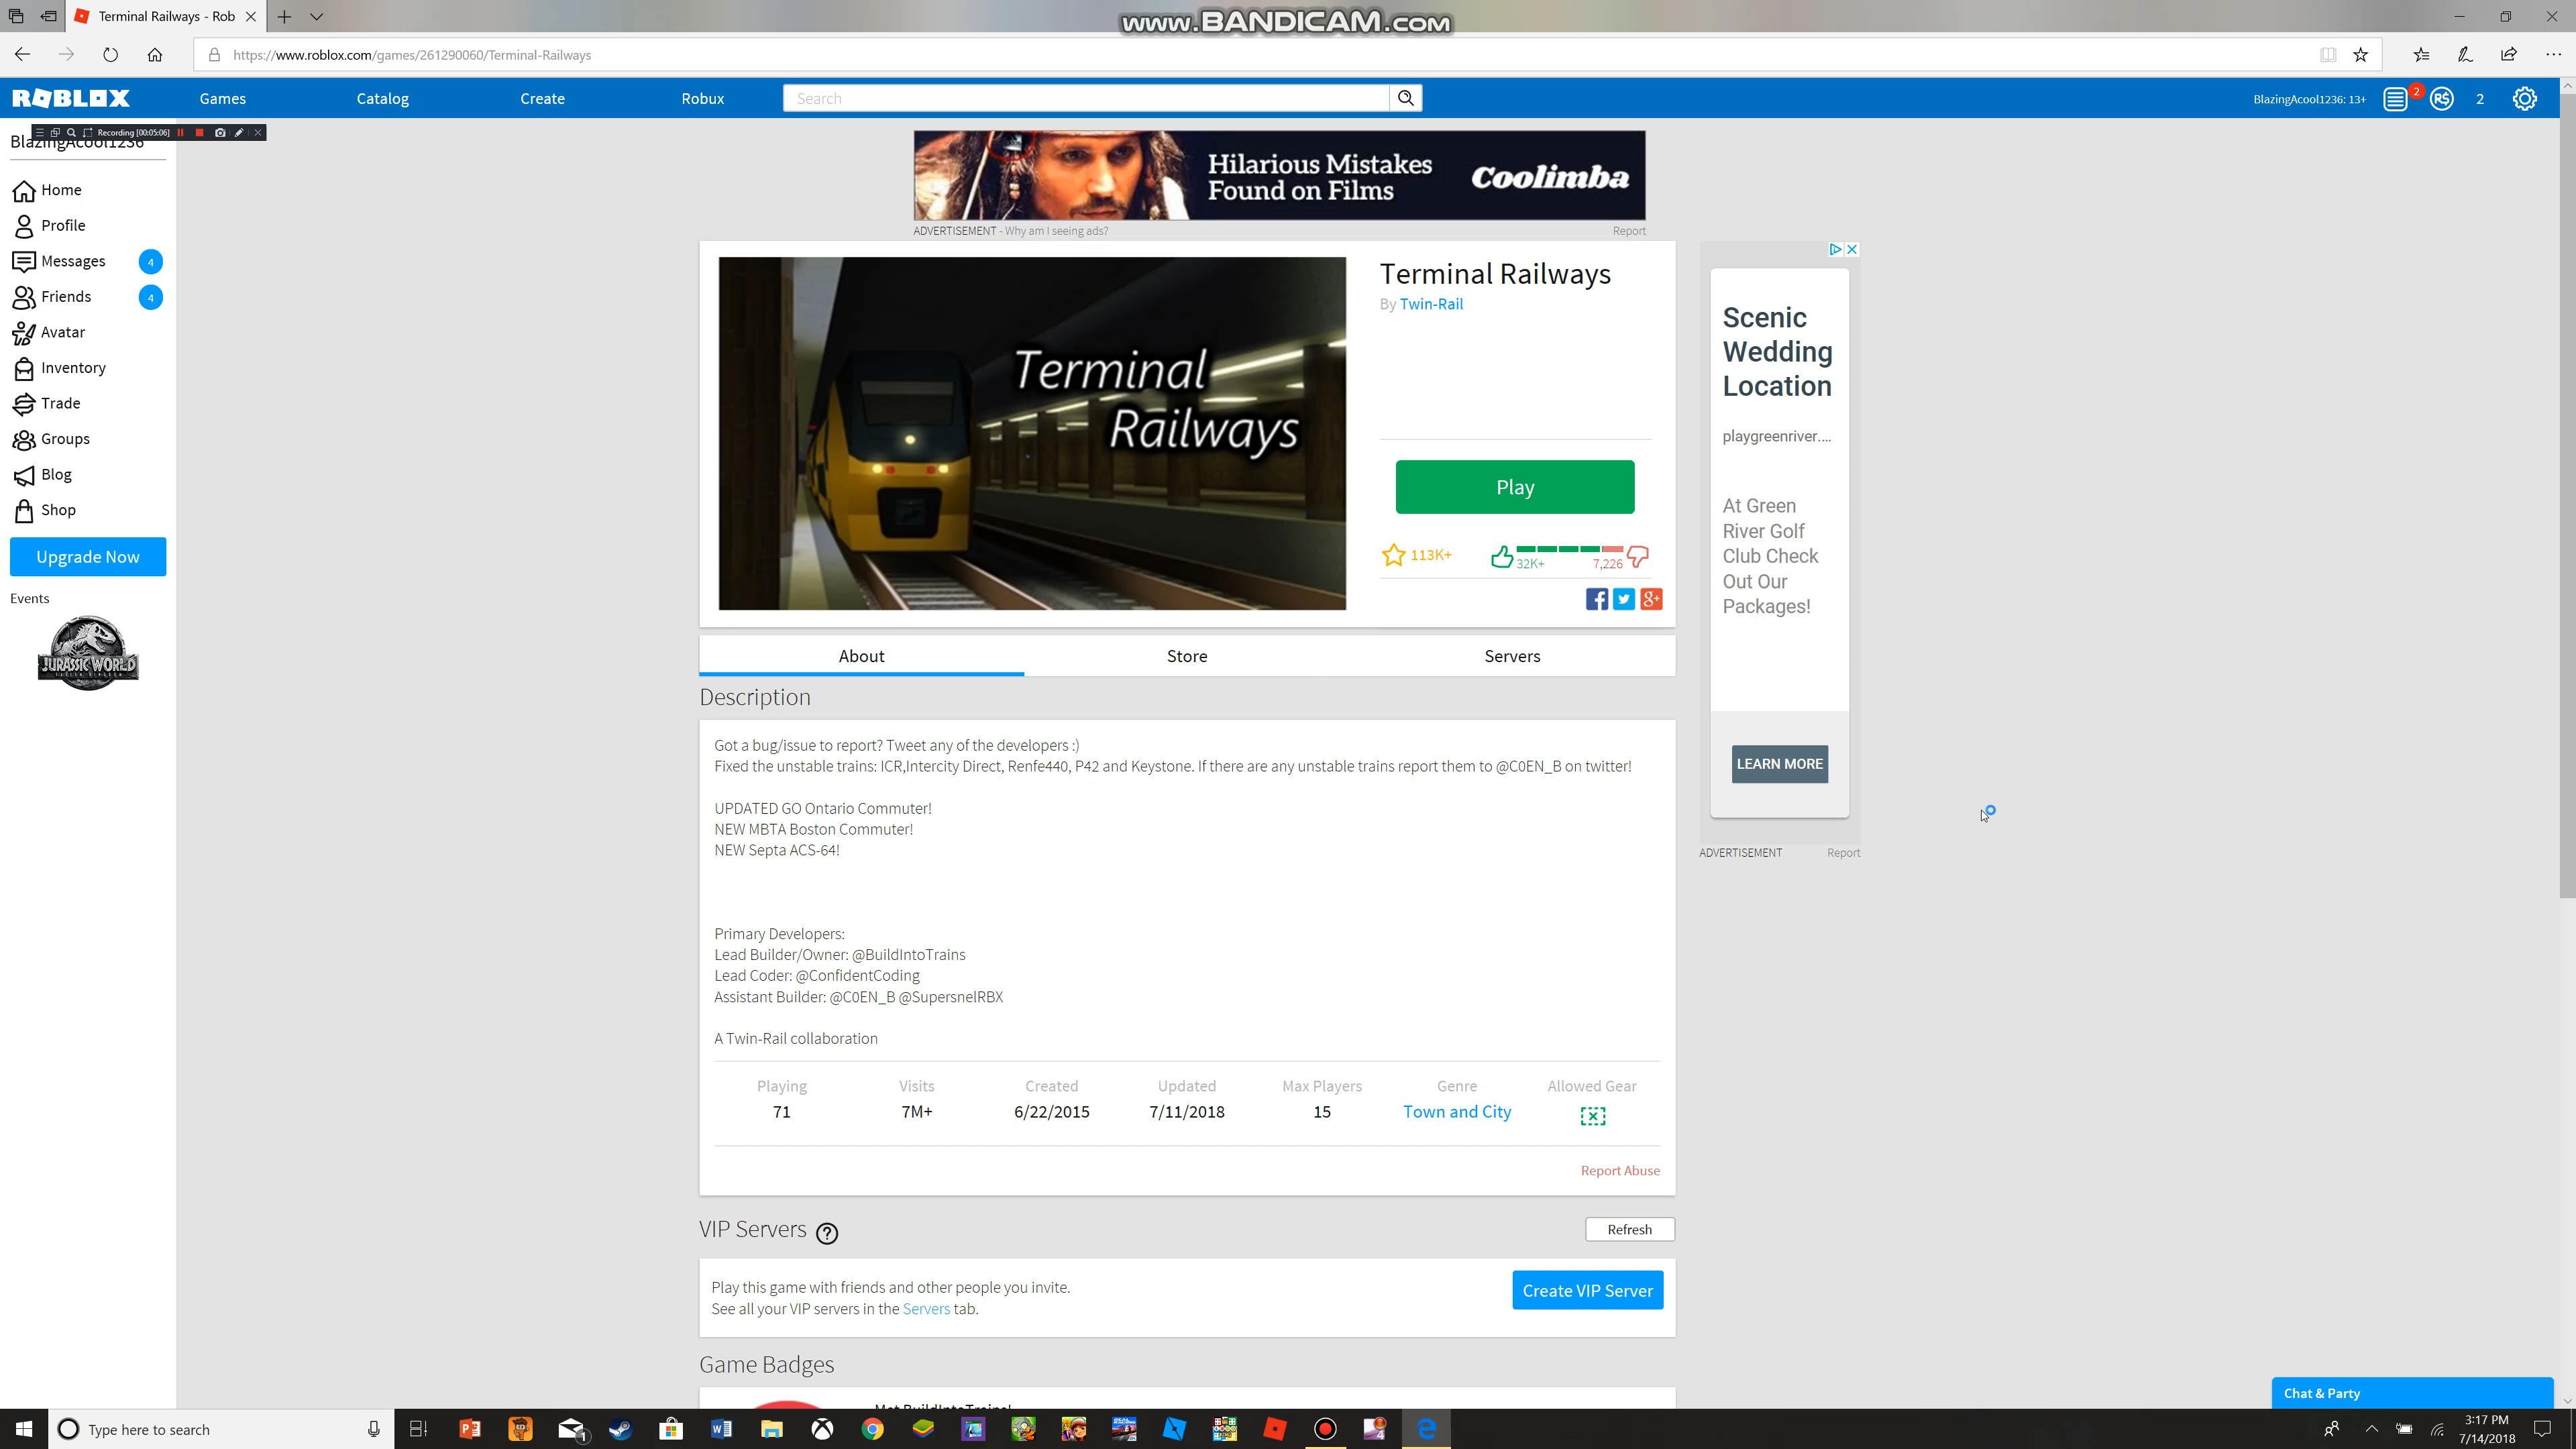 Terminal Railways - Rob
www.BANDICAM.com
https://www.roblox.com/games/261290060/Terminal-Railways
ROBLOX
Games
Catalog
Create
Robux
Search
BlazingAcool1236: 13+
2
2
Recording [00:05:06]
BlazingAcool1236
Home
Profile
Messages
4
Friends
4
Avatar
Inventory
Trade
Groups
Blog
Shop
Upgrade Now
Events
JURASSIC WORLD
Hilarious Mistakes
Found on Films
Coolimba
ADVERTISEMENT - Why am I seeing ads?
Report
Terminal
Railways
Terminal Railways
By Twin-Rail
Play
113K+
32K+
7,226
Scenic
Wedding
Location
playgreenriver....
At Green
River Golf
Club Check
Out Our
Packages!
LEARN MORE
ADVERTISEMENT
Report
About
Store
Servers
Description
Got a bug/issue to report? Tweet any of the developers :)
Fixed the unstable trains: ICR,Intercity Direct, Renfe440, P42 and Keystone. If there are any unstable trains report them to @C0EN_B on twitter!
UPDATED GO Ontario Commuter!
NEW MBTA Boston Commuter!
NEW Septa ACS-64!
Primary Developers:
Lead Builder/Owner: @BuildIntoTrains
Lead Coder: @ConfidentCoding
Assistant Builder: @C0EN_B @SupersnelRBX
A Twin-Rail collaboration
Playing
Visits
Created
Updated
Max Players
Genre
Allowed Gear
71
7M+
6/22/2015
7/11/2018
15
Town and City
Report Abuse
VIP Servers
Refresh
Play this game with friends and other people you invite.
See all your VIP servers in the Servers tab.
Create VIP Server
Game Badges
Met BuildIntoTrains!
Chat & Party
Type here to search
3:17 PM
7/14/2018